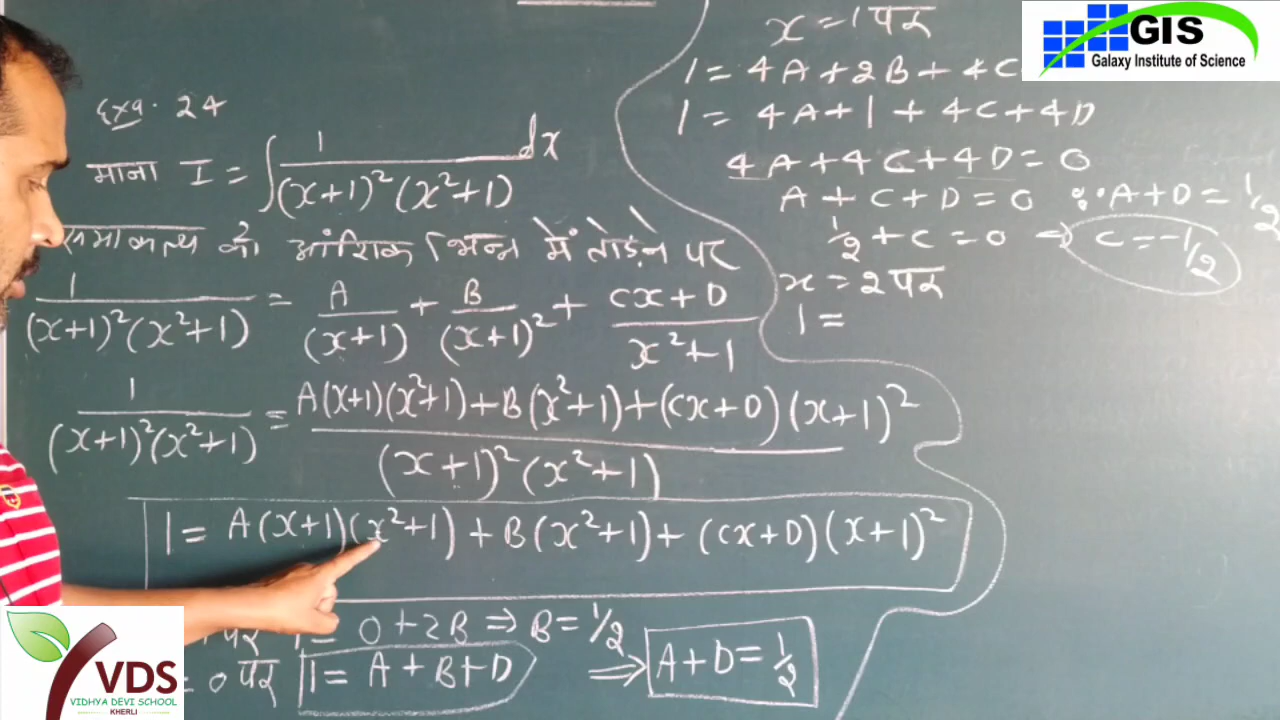 Exa. 24
माना I = ∫ 1/((x+1)²(x²+1)) dx
को आंशिक भिन्न में तोड़ने पर
1/((x+1)²(x²+1)) = A/(x+1) + B/(x+1)² + (Cx+D)/(x²+1)
1/((x+1)²(x²+1)) = (A(x+1)(x²+1)+B(x²+1)+(Cx+D)(x+1)²)/((x+1)²(x²+1))
1 = A(x+1)(x²+1) + B(x²+1) + (Cx+D)(x+1)²
पर 1 = 0 + 2B ⇒ B = 1/2
= 0 पर 1 = A + B + D ⇒ A + D = 1/2
x = 1 पर
1 = 4A + 2B + 4C
1 = 4A + 1 + 4C + 4D
4A + 4C + 4D = 0
A + C + D = 0 ∵ A + D = 1/2
1/2 + C = 0 ⇒ C = -1/2
x = 2 पर
1 =
GIS
Galaxy Institute of Science
VDS
VIDHYA DEVI SCHOOL
KHERLI